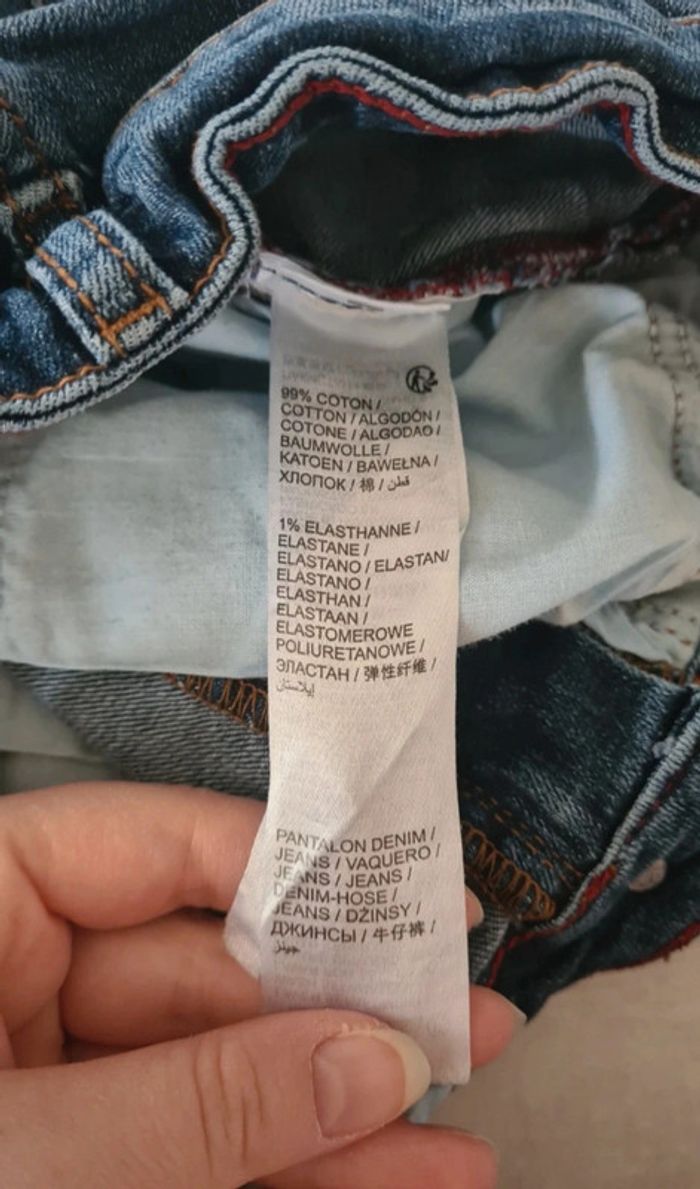 99% COTON /
COTTON / ALGODÓN /
COTONE / ALGODAO /
BAUMWOLLE /
KATOEN / BAWEŁNA /
ХЛОПОК / 棉 / قطن
1% ELASTHANNE /
ELASTANE /
ELASTANO / ELASTAN/
ELASTANO /
ELASTHAN /
ELASTAAN /
ELASTOMEROWE
POLIURETANOWE /
ЭЛАСТАН / 弹性纤维 /
إيلاستان
PANTALON DENIM /
JEANS / VAQUERO /
JEANS / JEANS /
DENIM-HOSE /
JEANS / DŻINSY /
ДЖИНСЫ / 牛仔裤 /
جينز